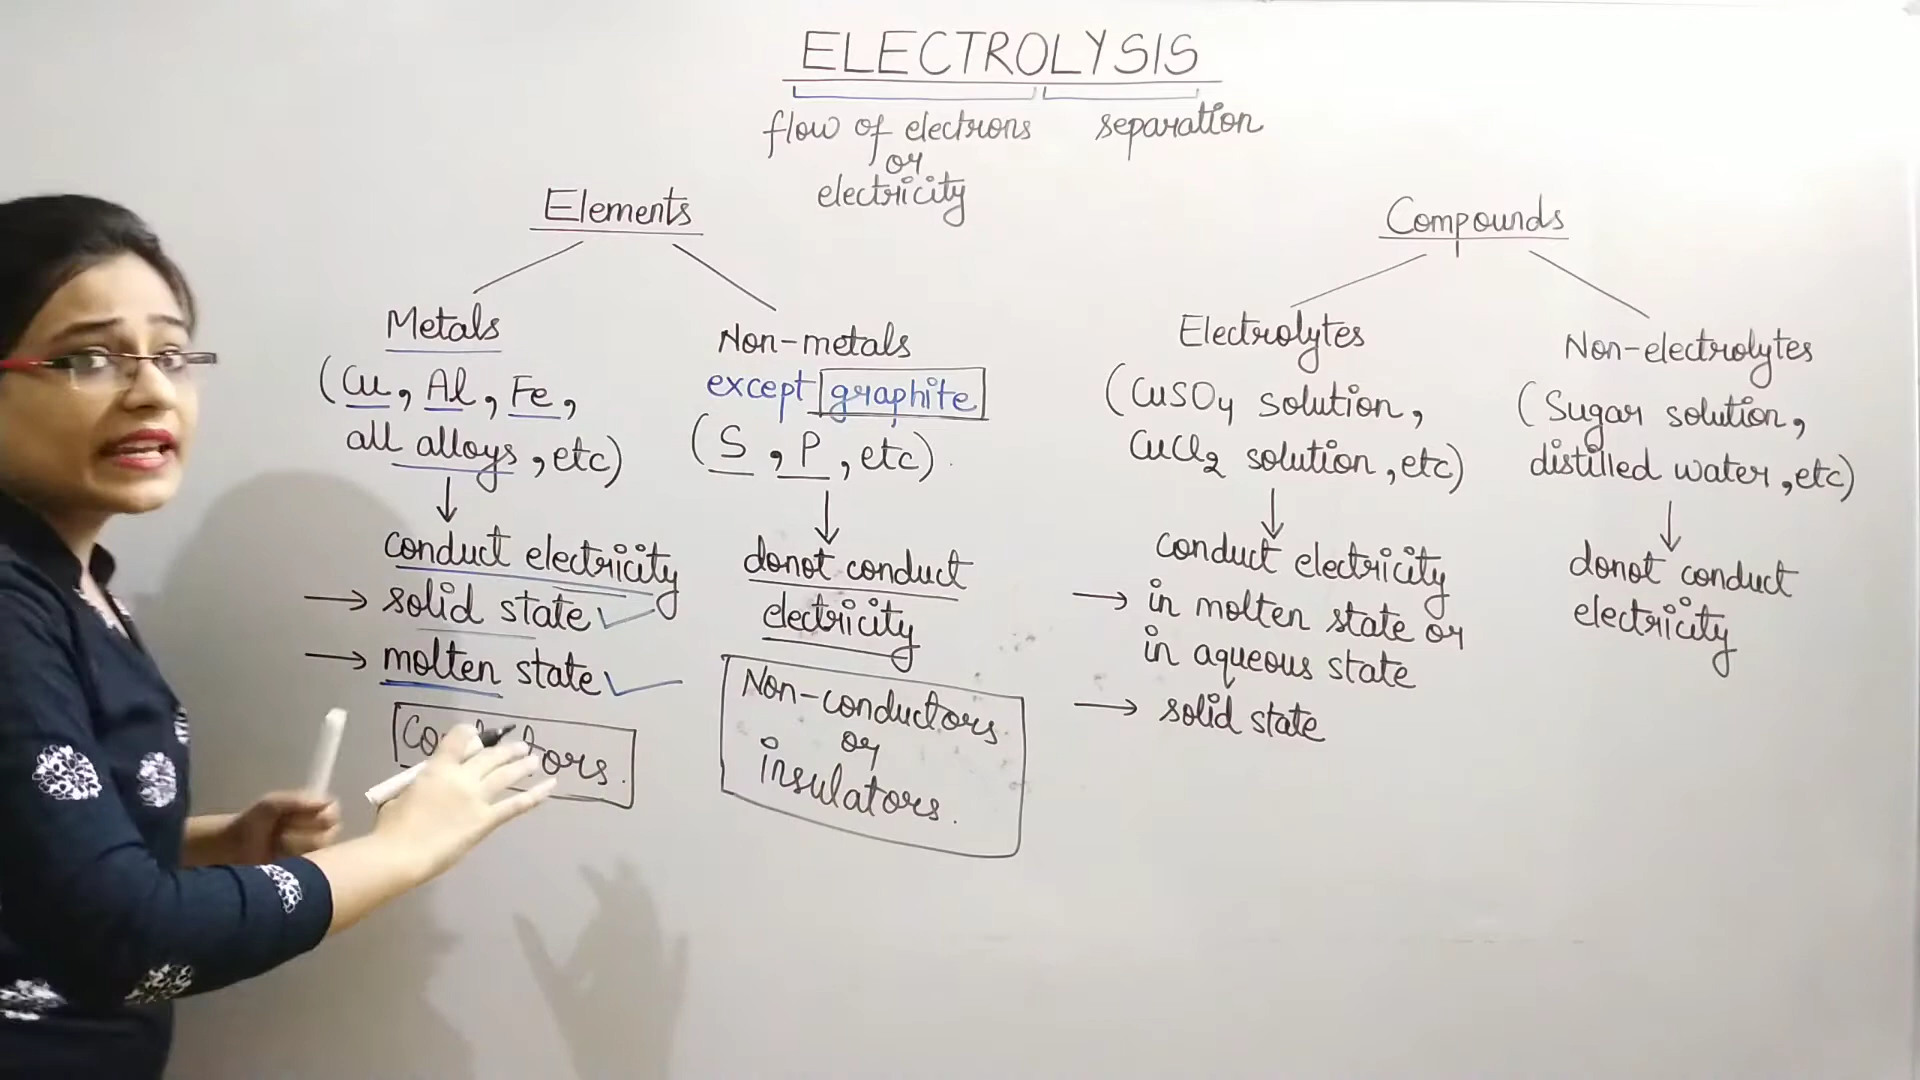 ELECTROLYSIS
flow of electrons
or
electricity
separation
Elements
Metals
(Cu, Al, Fe,
all alloys, etc)
conduct electricity
→ solid state ✓
→ molten state ✓
Non-metals
except graphite
(S, P, etc).
donot conduct
electricity
Non-conductors
or
insulators.
Compounds
Electrolytes
(CuSO4 solution,
CuCl2 solution, etc)
conduct electricity
→ in molten state or
in aqueous state
→ solid state
Non-electrolytes
(Sugar solution,
distilled water, etc)
donot conduct
electricity